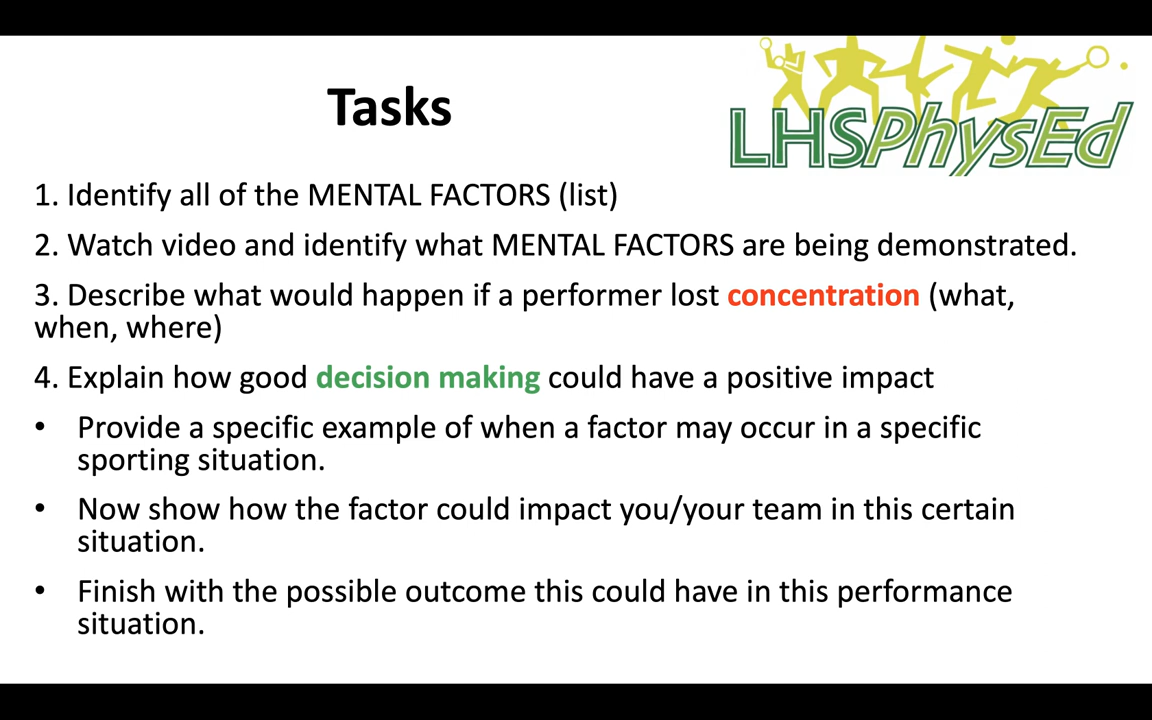 LHSPhysEd
Tasks
1. Identify all of the MENTAL FACTORS (list)
2. Watch video and identify what MENTAL FACTORS are being demonstrated.
3. Describe what would happen if a performer lost concentration (what,
when, where)
4. Explain how good decision making could have a positive impact
• Provide a specific example of when a factor may occur in a specific
sporting situation.
• Now show how the factor could impact you/your team in this certain
situation.
• Finish with the possible outcome this could have in this performance
situation.